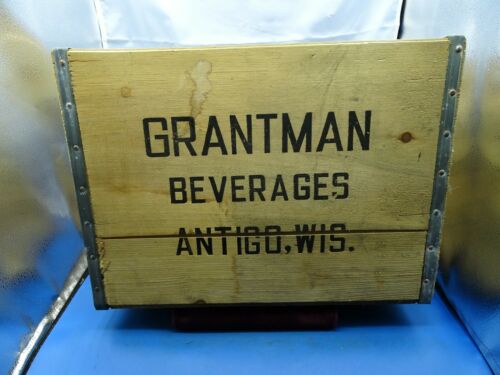 GRANTMAN
BEVERAGES
ANTIGO, WIS.